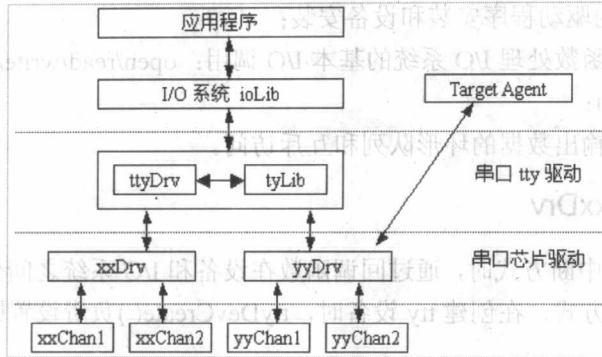 应用程序
I/O 系统 ioLib
Target Agent
ttyDrv
tyLib
串口 tty 驱动
xxDrv
yyDrv
串口芯片驱动
xxChan1
xxChan2
yyChan1
yyChan2